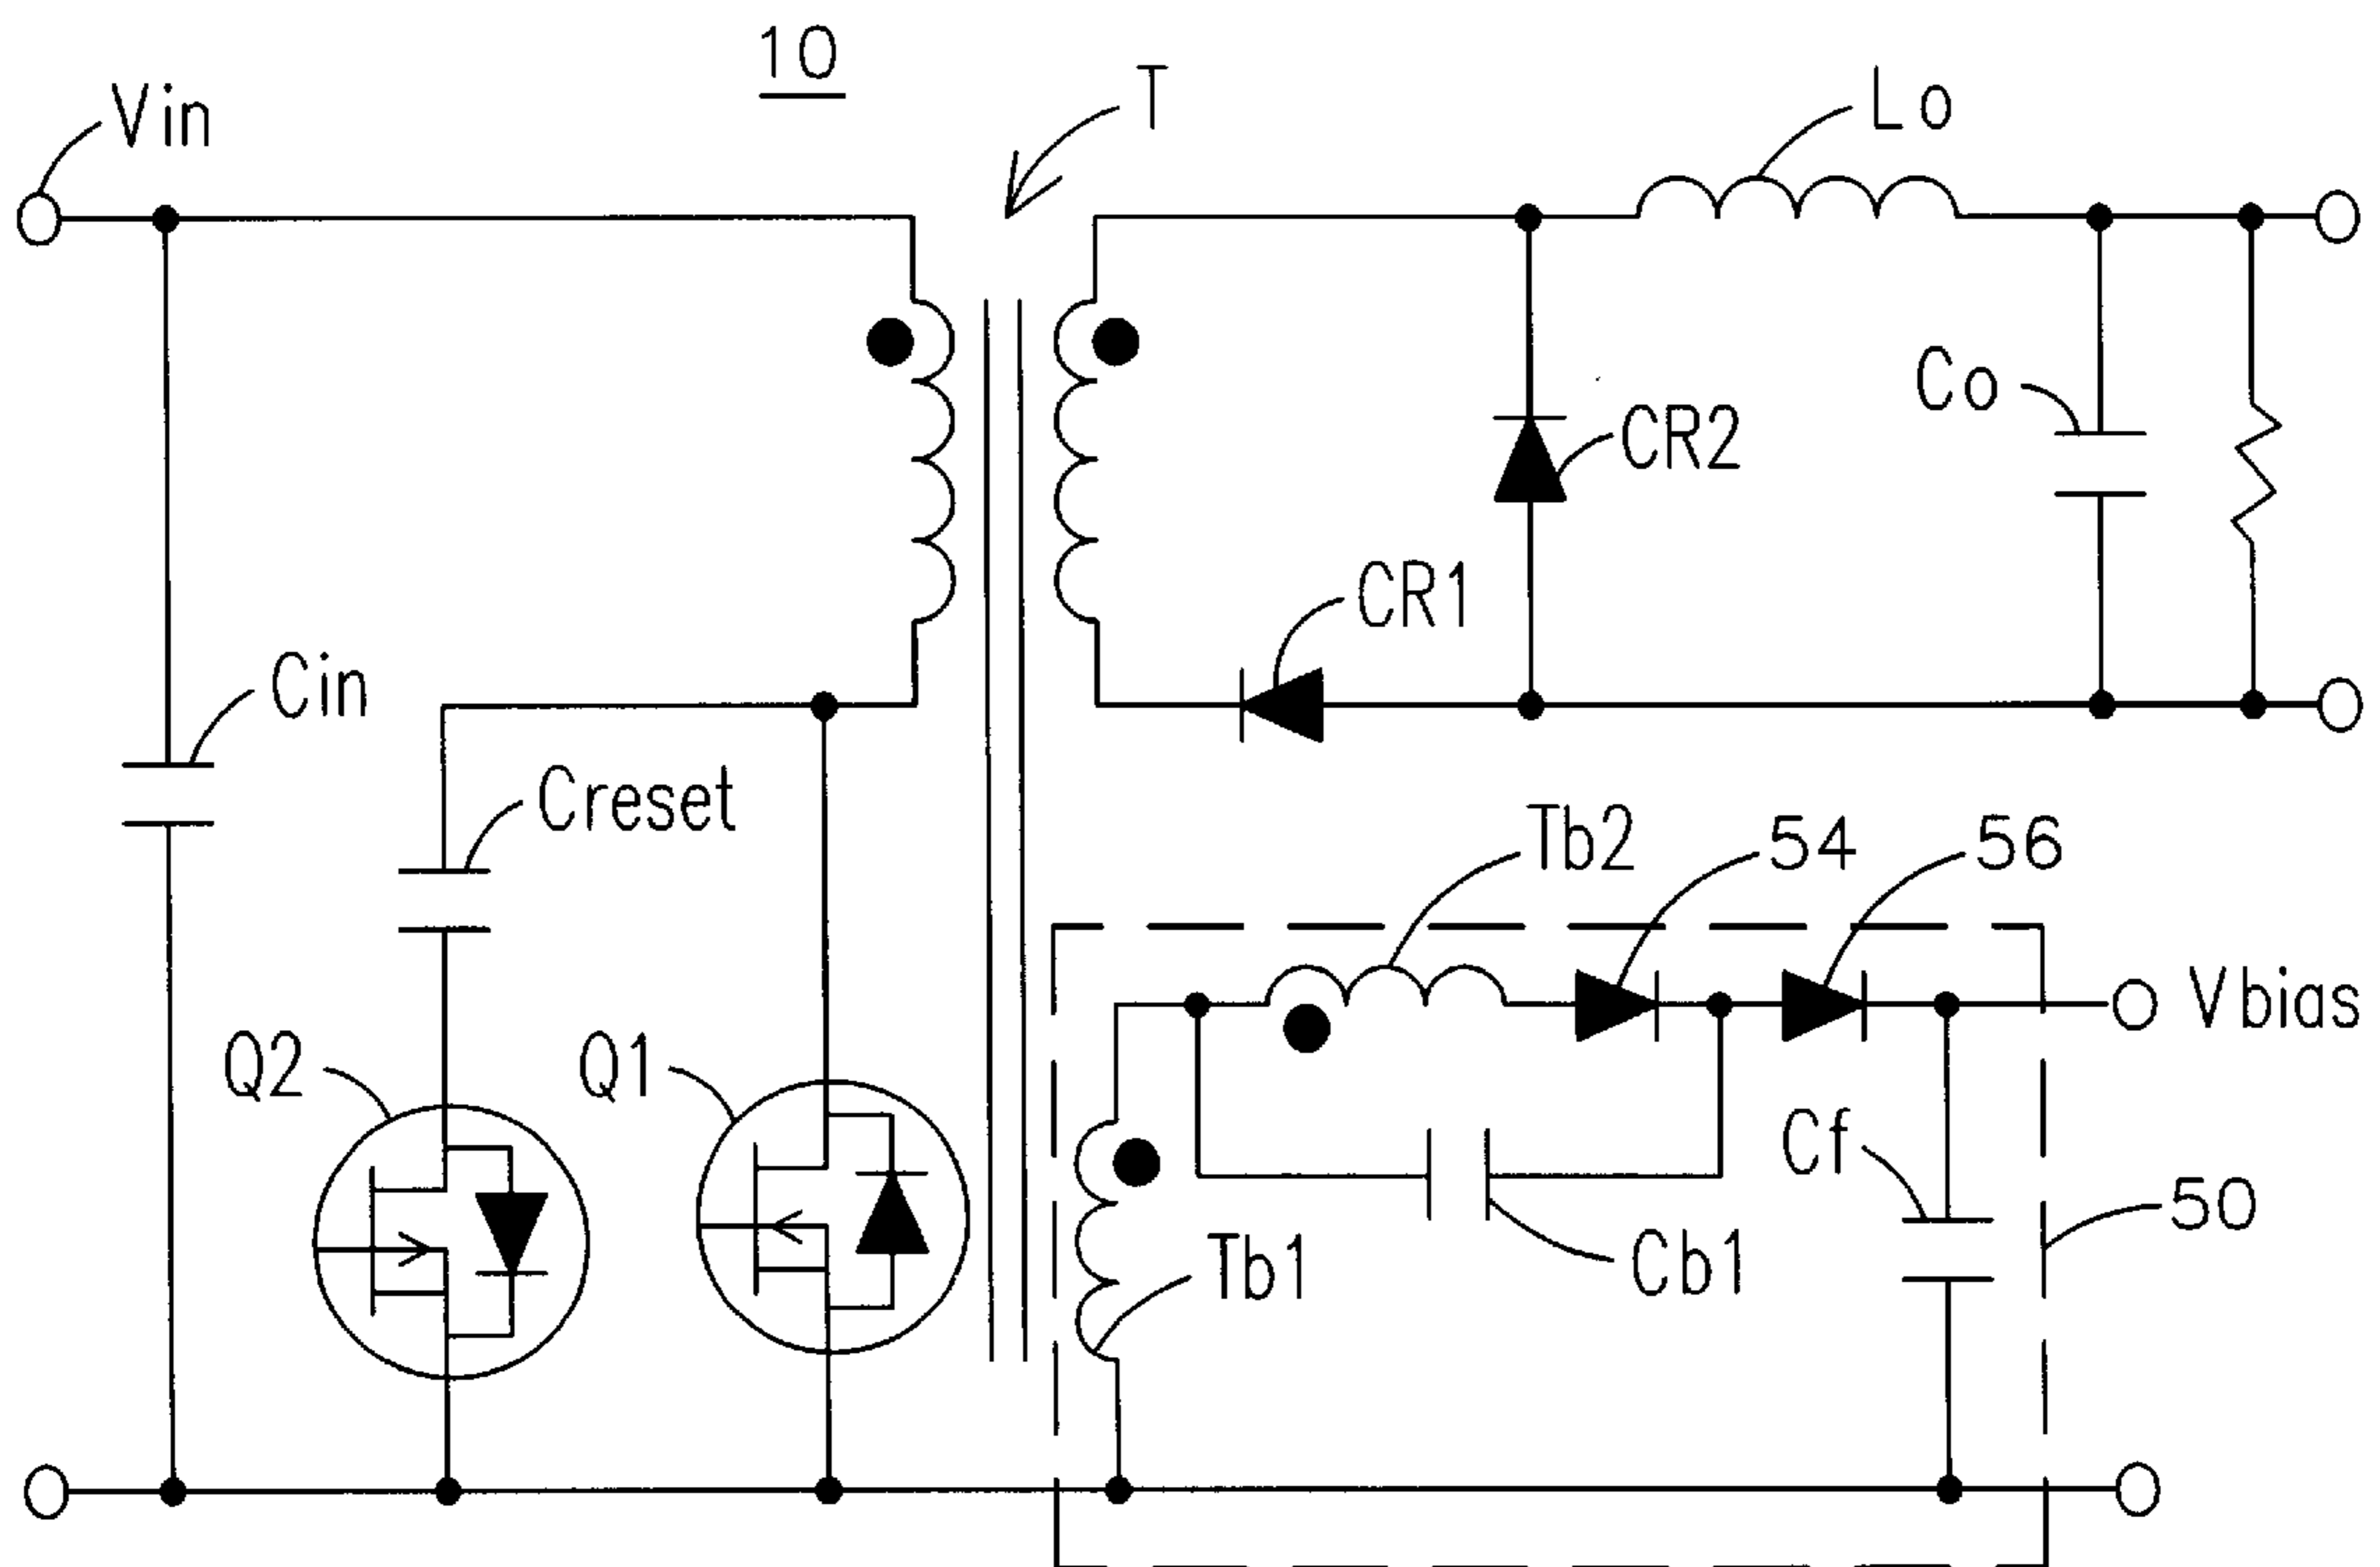 10
T
Vin
Lo
Co
CR2
CR1
Cin
Creset
Tb2
54
56
Vbias
Q2
Q1
Cf
50
Tb1
Cb1